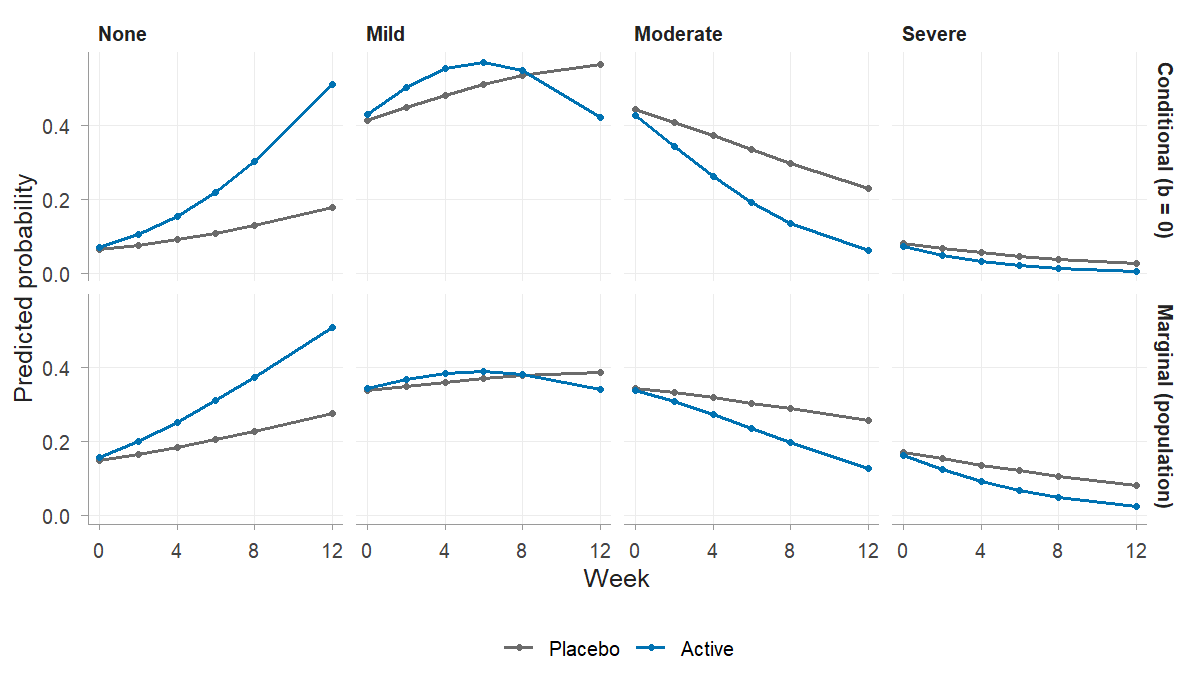 None Mild Moderate Severe
Conditional (b = 0)
0.4
0.2
0.0
Marginal (population)
0.4
0.2
0.0
Predicted probability
0 4 8 12 0 4 8 12 0 4 8 12 0 4 8 12
Week
Placebo Active